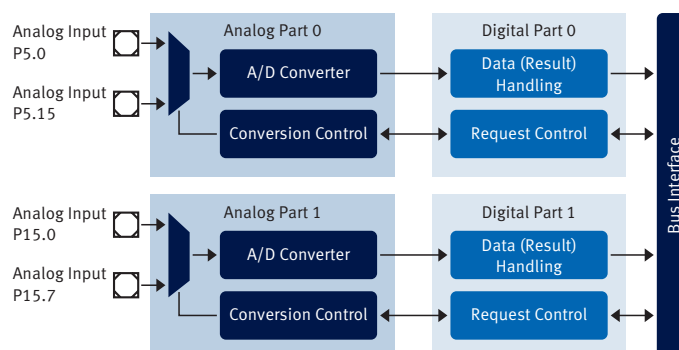 Analog Input
P5.0
Analog Input
P5.15
Analog Part 0
A/D Converter
Conversion Control
Digital Part 0
Data (Result)
Handling
Request Control
Analog Input
P15.0
Analog Input
P15.7
Analog Part 1
A/D Converter
Conversion Control
Digital Part 1
Data (Result)
Handling
Request Control
Bus Interface